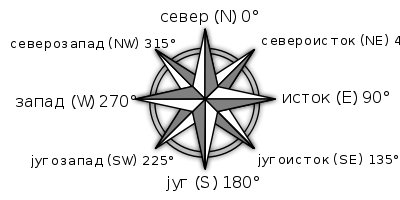 север (N) 0°
северозапад (NW) 315°
североисток (NE) 4
запад (W) 270°
исток (E) 90°
југозапад (SW) 225°
југоисток (SE) 135°
југ (S) 180°